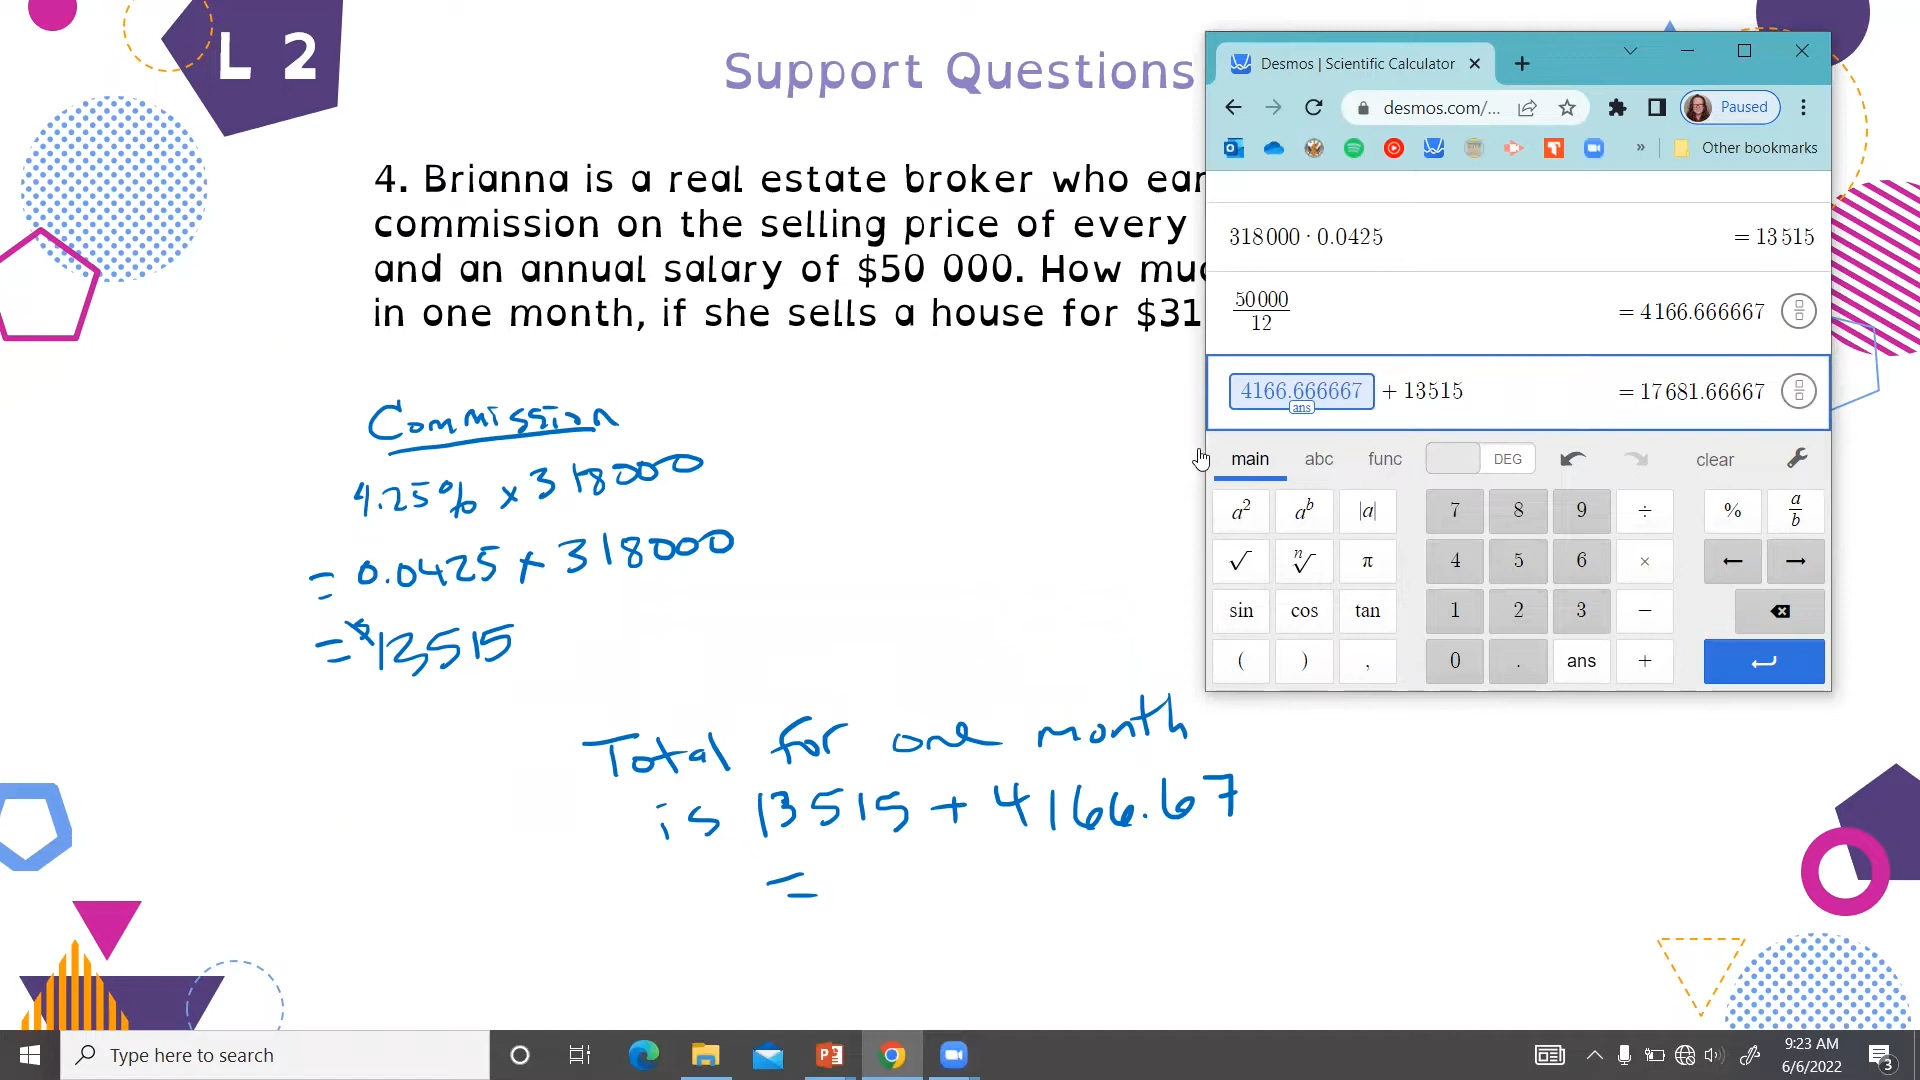 L 2
Support Questions
4. Brianna is a real estate broker who ear
commission on the selling price of every
and an annual salary of $50 000. How muc
in one month, if she sells a house for $31
Commission
4.25% × 318000
= 0.0425 × 318000
= $13515
Total for one month
is 13515 + 4166.67
=
Desmos | Scientific Calculator
desmos.com/...
Paused
Other bookmarks
318000 · 0.0425 = 13515
50000/12 = 4166.666667
4166.666667 + 13515 = 17681.66667
ans
main abc func DEG clear
a² aᵇ |a| 7 8 9 ÷ % a/b
√ ⁿ√ π 4 5 6 × ← →
sin cos tan 1 2 3 −
( ) , 0 . ans +
Type here to search
9:23 AM
6/6/2022
3